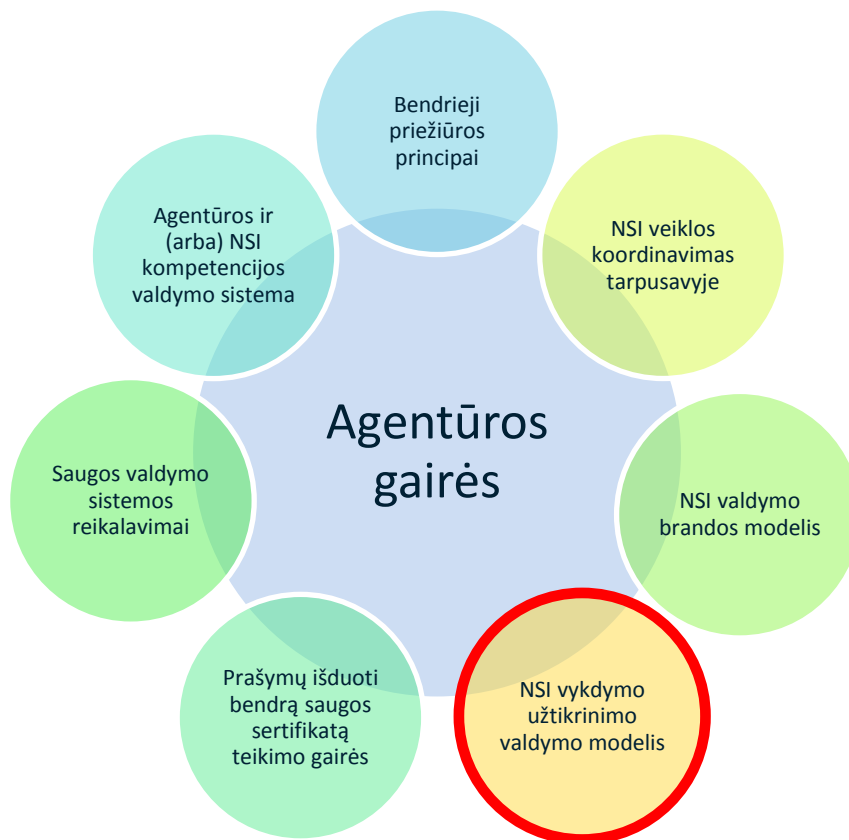 Bendrieji
priežiūros
principai
Agentūros ir
(arba) NSI
kompetencijos
valdymo sistema
NSI veiklos
koordinavimas
tarpusavyje
Agentūros
gairės
Saugos valdymo
sistemos
reikalavimai
NSI valdymo
brandos modelis
Prašymų išduoti
bendrą saugos
sertifikatą
teikimo gairės
NSI vykdymo
užtikrinimo
valdymo modelis